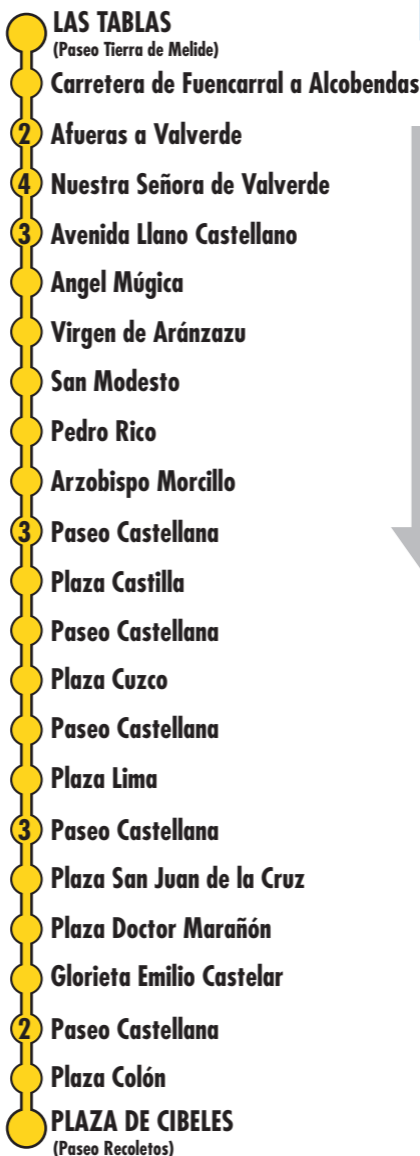 LAS TABLAS
(Paseo Tierra de Melide)
Carretera de Fuencarral a Alcobendas
2 Afueras a Valverde
4 Nuestra Señora de Valverde
3 Avenida Llano Castellano
Angel Múgica
Virgen de Aránzazu
San Modesto
Pedro Rico
Arzobispo Morcillo
3 Paseo Castellana
Plaza Castilla
Paseo Castellana
Plaza Cuzco
Paseo Castellana
Plaza Lima
3 Paseo Castellana
Plaza San Juan de la Cruz
Plaza Doctor Marañón
Glorieta Emilio Castelar
2 Paseo Castellana
Plaza Colón
PLAZA DE CIBELES
(Paseo Recoletos)